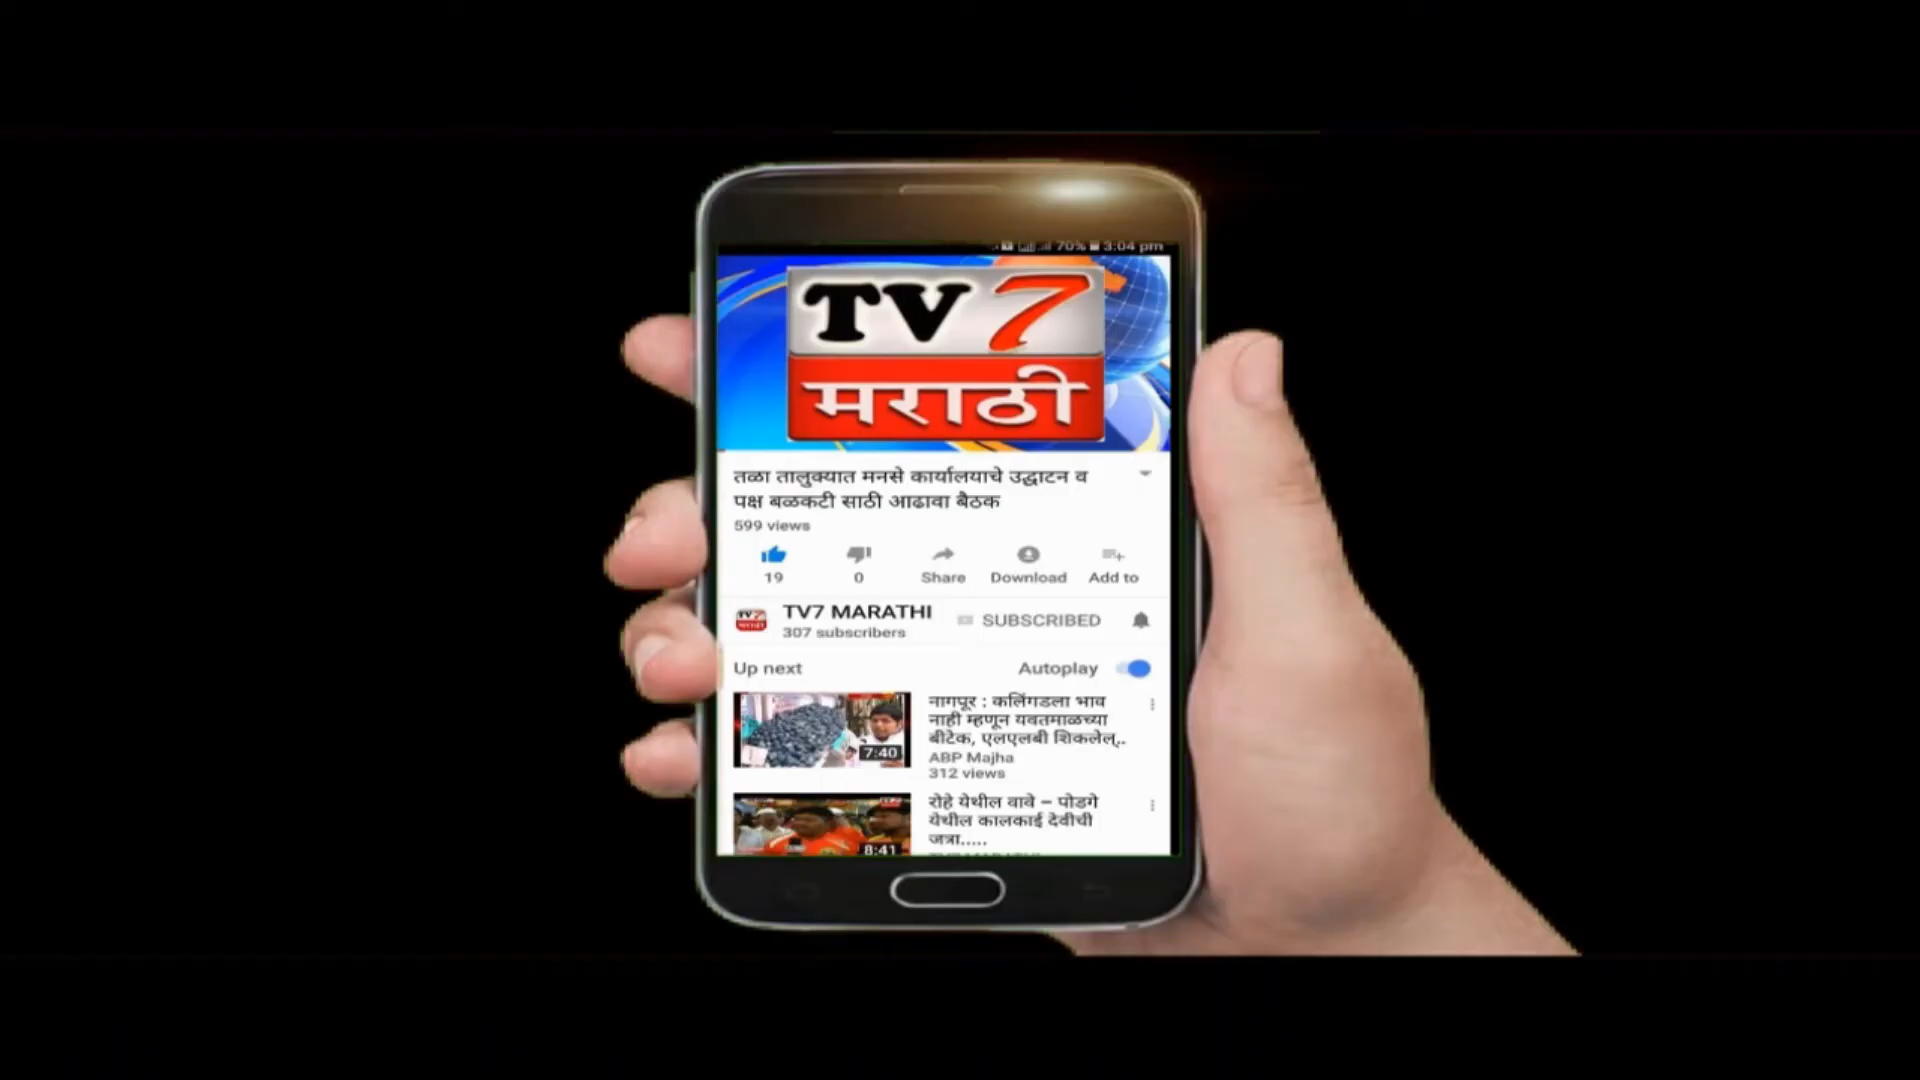 70% 3:04 pm
TV 7
मराठी
तळा तालुक्यात मनसे कार्यालयाचे उद्घाटन व
पक्ष बळकटी साठी आढावा बैठक
599 views
19
0
Share
Download
Add to
TV7 MARATHI
SUBSCRIBED
307 subscribers
Up next
Autoplay
नागपूर : कलिंगडला भाव
नाही म्हणून यवतमाळच्या
बीटेक, एलएलबी शिकलेल्..
ABP Majha
312 views
7:40
रोहे येथील वावे – पोडगे
येथील कालकाई देवीची
जत्रा.....
8:41